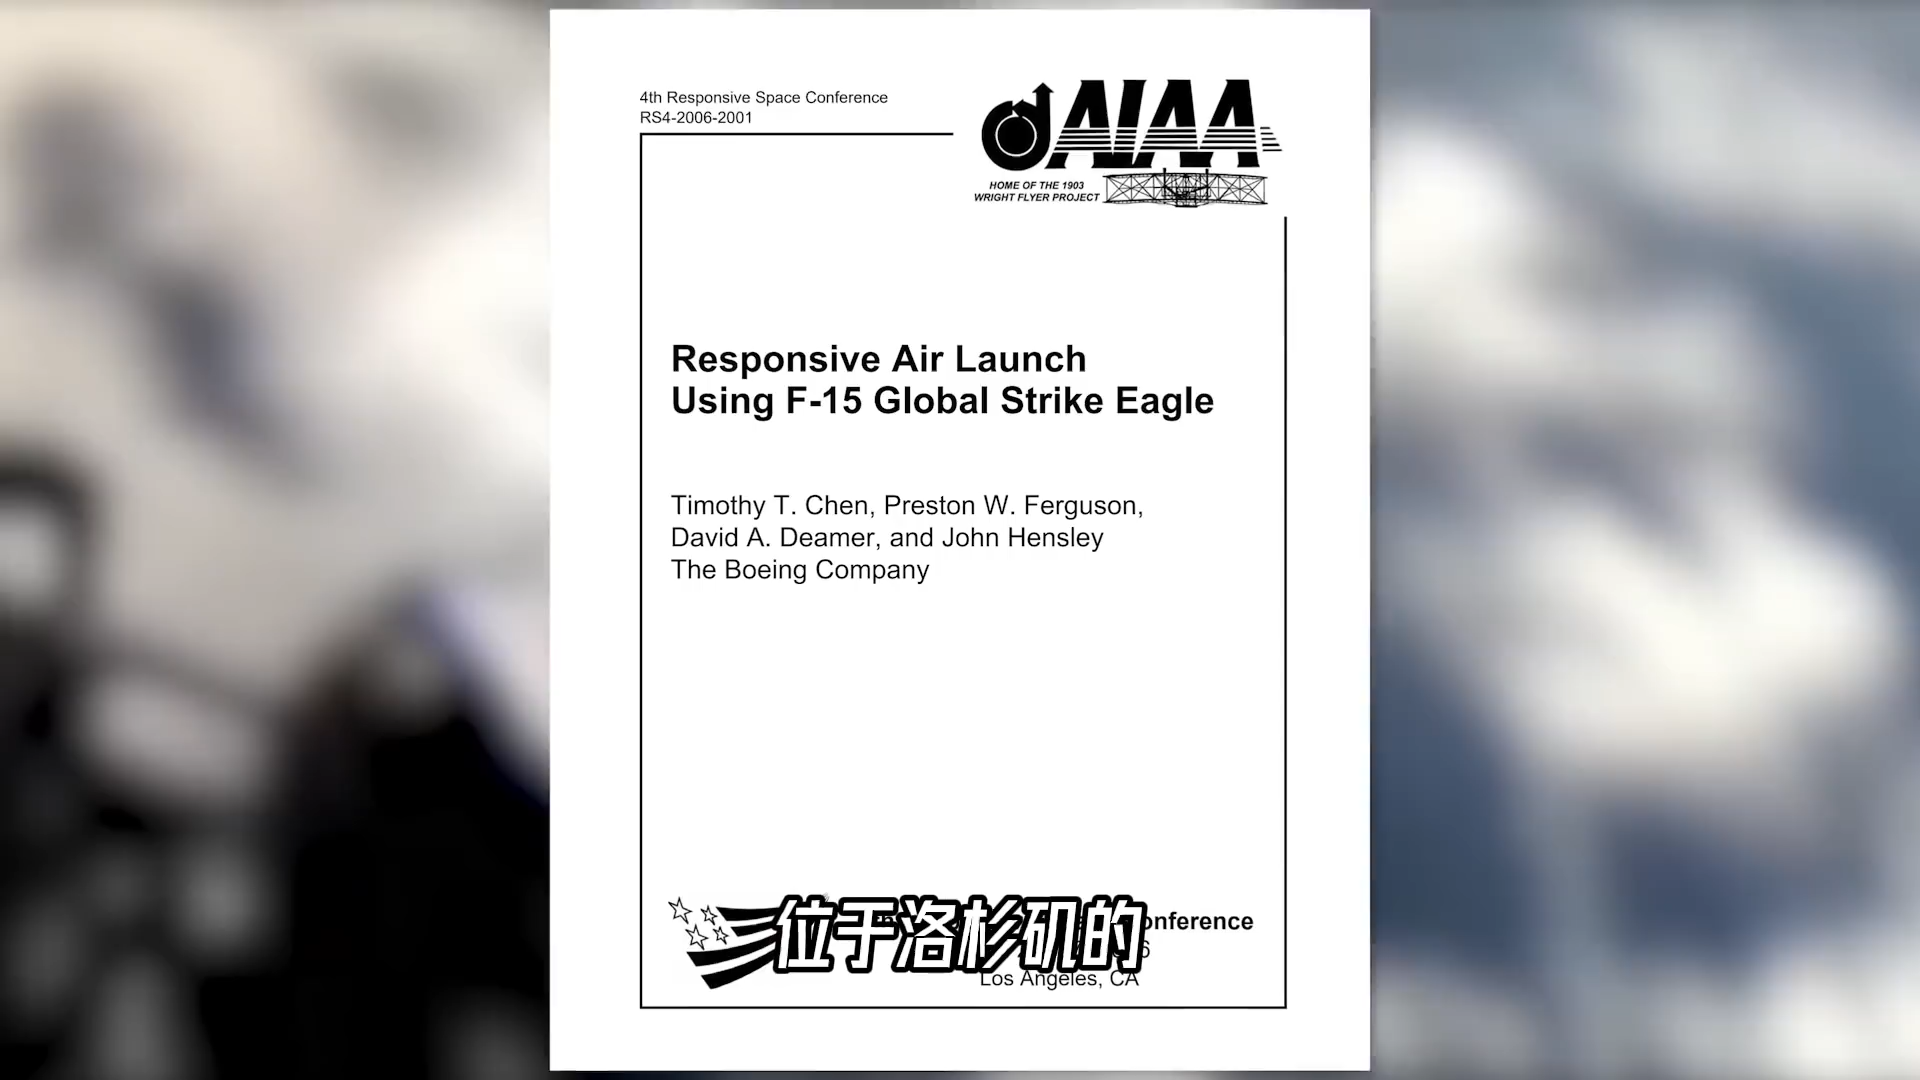 4th Responsive Space Conference
RS4-2006-2001
AIAA
HOME OF THE 1903
WRIGHT FLYER PROJECT
Responsive Air Launch
Using F-15 Global Strike Eagle
Timothy T. Chen, Preston W. Ferguson,
David A. Deamer, and John Hensley
The Boeing Company
位于洛杉矶的
Los Angeles, CA